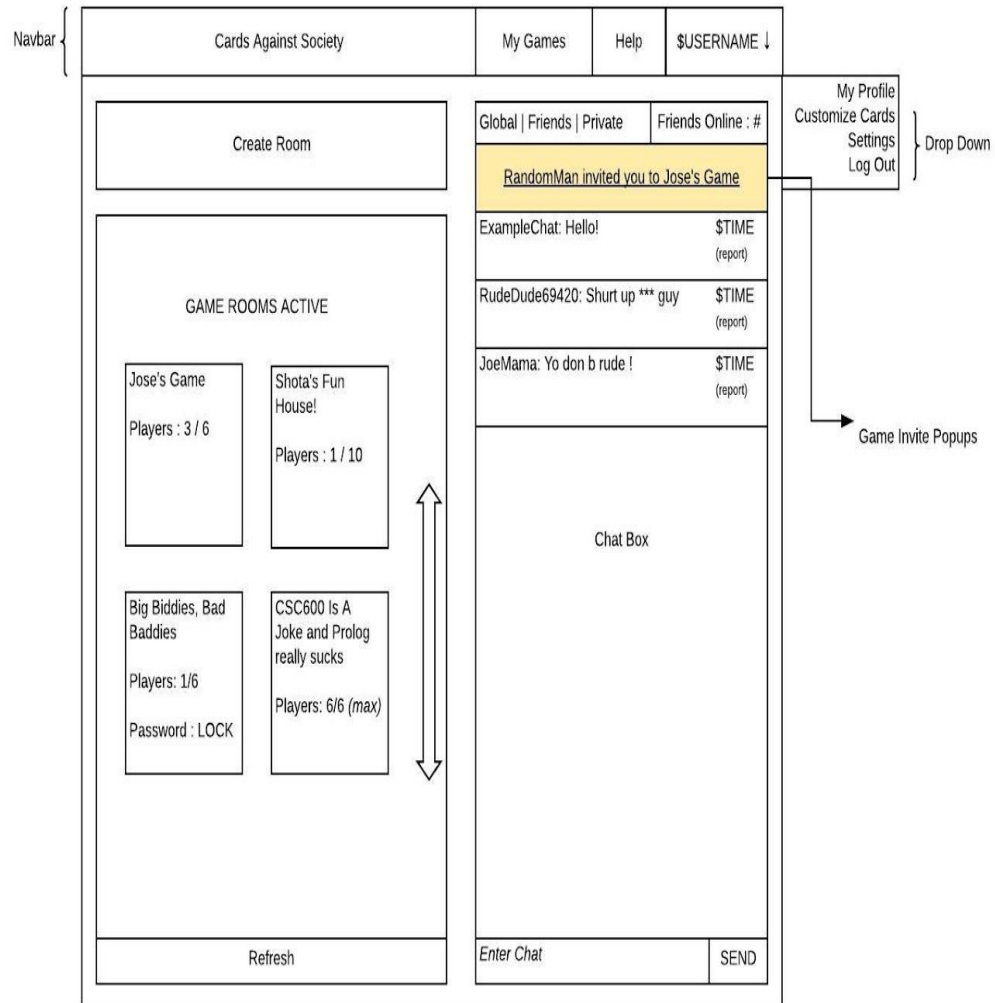 Navbar
Cards Against Society
My Games
Help
$USERNAME ↓
My Profile
Customize Cards
Settings
Log Out
Drop Down
Create Room
GAME ROOMS ACTIVE
Jose's Game
Players : 3 / 6
Shota's Fun
House!
Players : 1 / 10
Big Biddies, Bad
Baddies
Players: 1/6
Password : LOCK
CSC600 Is A
Joke and Prolog
really sucks
Players: 6/6 (max)
Refresh
Global | Friends | Private
Friends Online : #
RandomMan invited you to Jose's Game
ExampleChat: Hello!
$TIME
(report)
RudeDude69420: Shurt up *** guy
$TIME
(report)
JoeMama: Yo don b rude !
$TIME
(report)
Game Invite Popups
Chat Box
Enter Chat
SEND